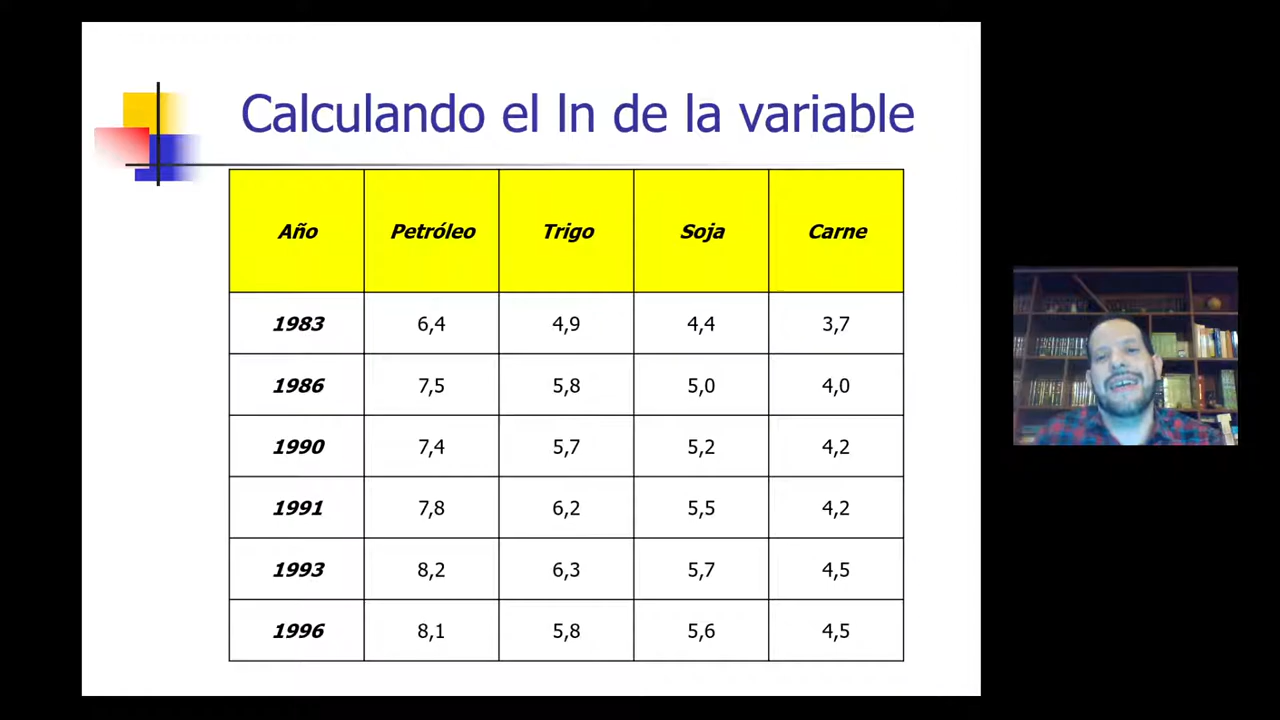 Calculando el ln de la variable
Año Petróleo Trigo Soja Carne
1983 6,4 4,9 4,4 3,7
1986 7,5 5,8 5,0 4,0
1990 7,4 5,7 5,2 4,2
1991 7,8 6,2 5,5 4,2
1993 8,2 6,3 5,7 4,5
1996 8,1 5,8 5,6 4,5